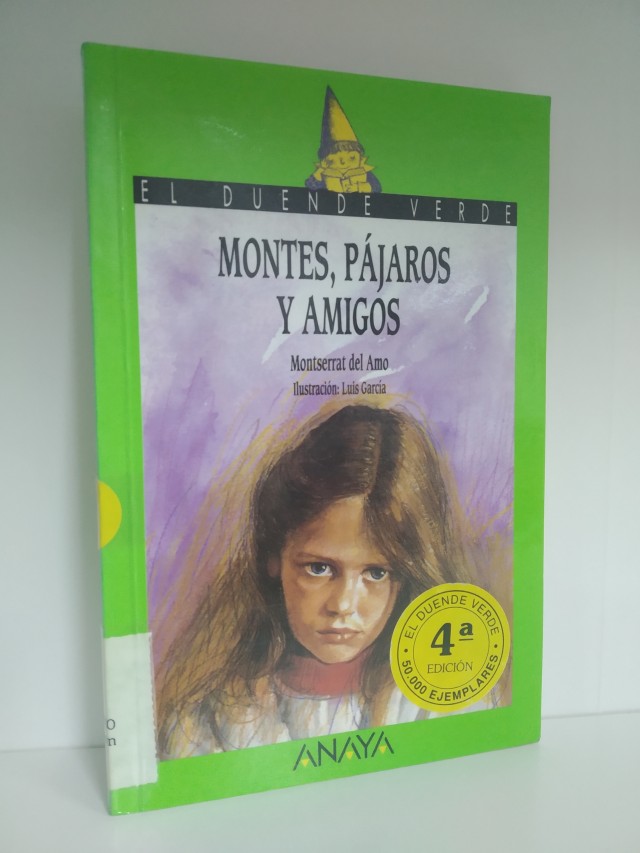 EL DUENDE VERDE
MONTES, PÁJAROS
Y AMIGOS
Montserrat del Amo
Ilustración: Luis García
• EL DUENDE VERDE •
4ª
EDICIÓN
50.000 EJEMPLARES
ANAYA
O
n